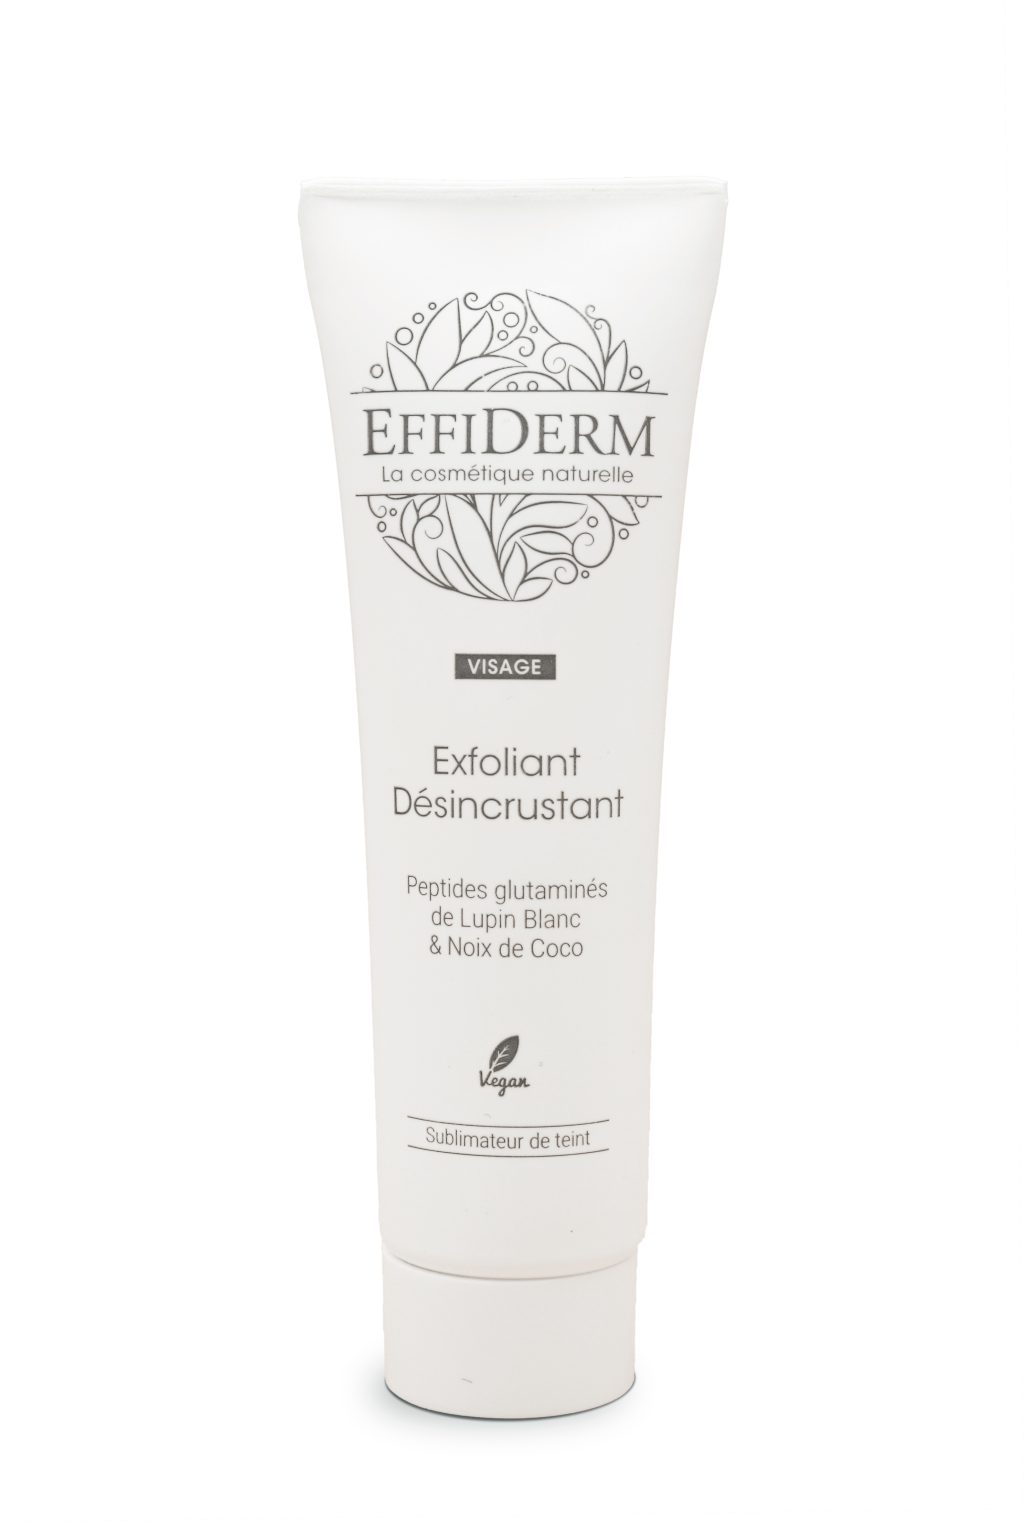 EFFIDERM
La cosmétique naturelle
VISAGE
Exfoliant
Désincrustant
Peptides glutaminés
de Lupin Blanc
& Noix de Coco
Vegan
Sublimateur de teint